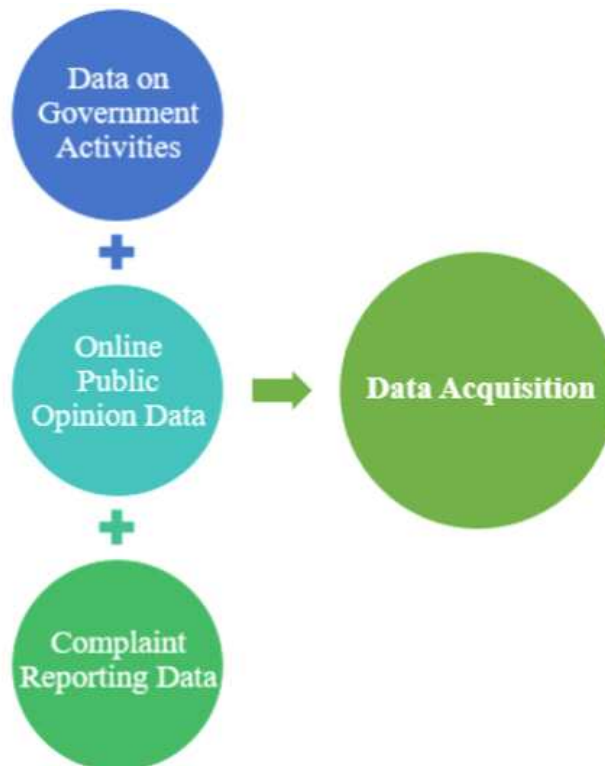 Data on
Government
Activities
Online
Public
Opinion Data
Data Acquisition
Complaint
Reporting Data